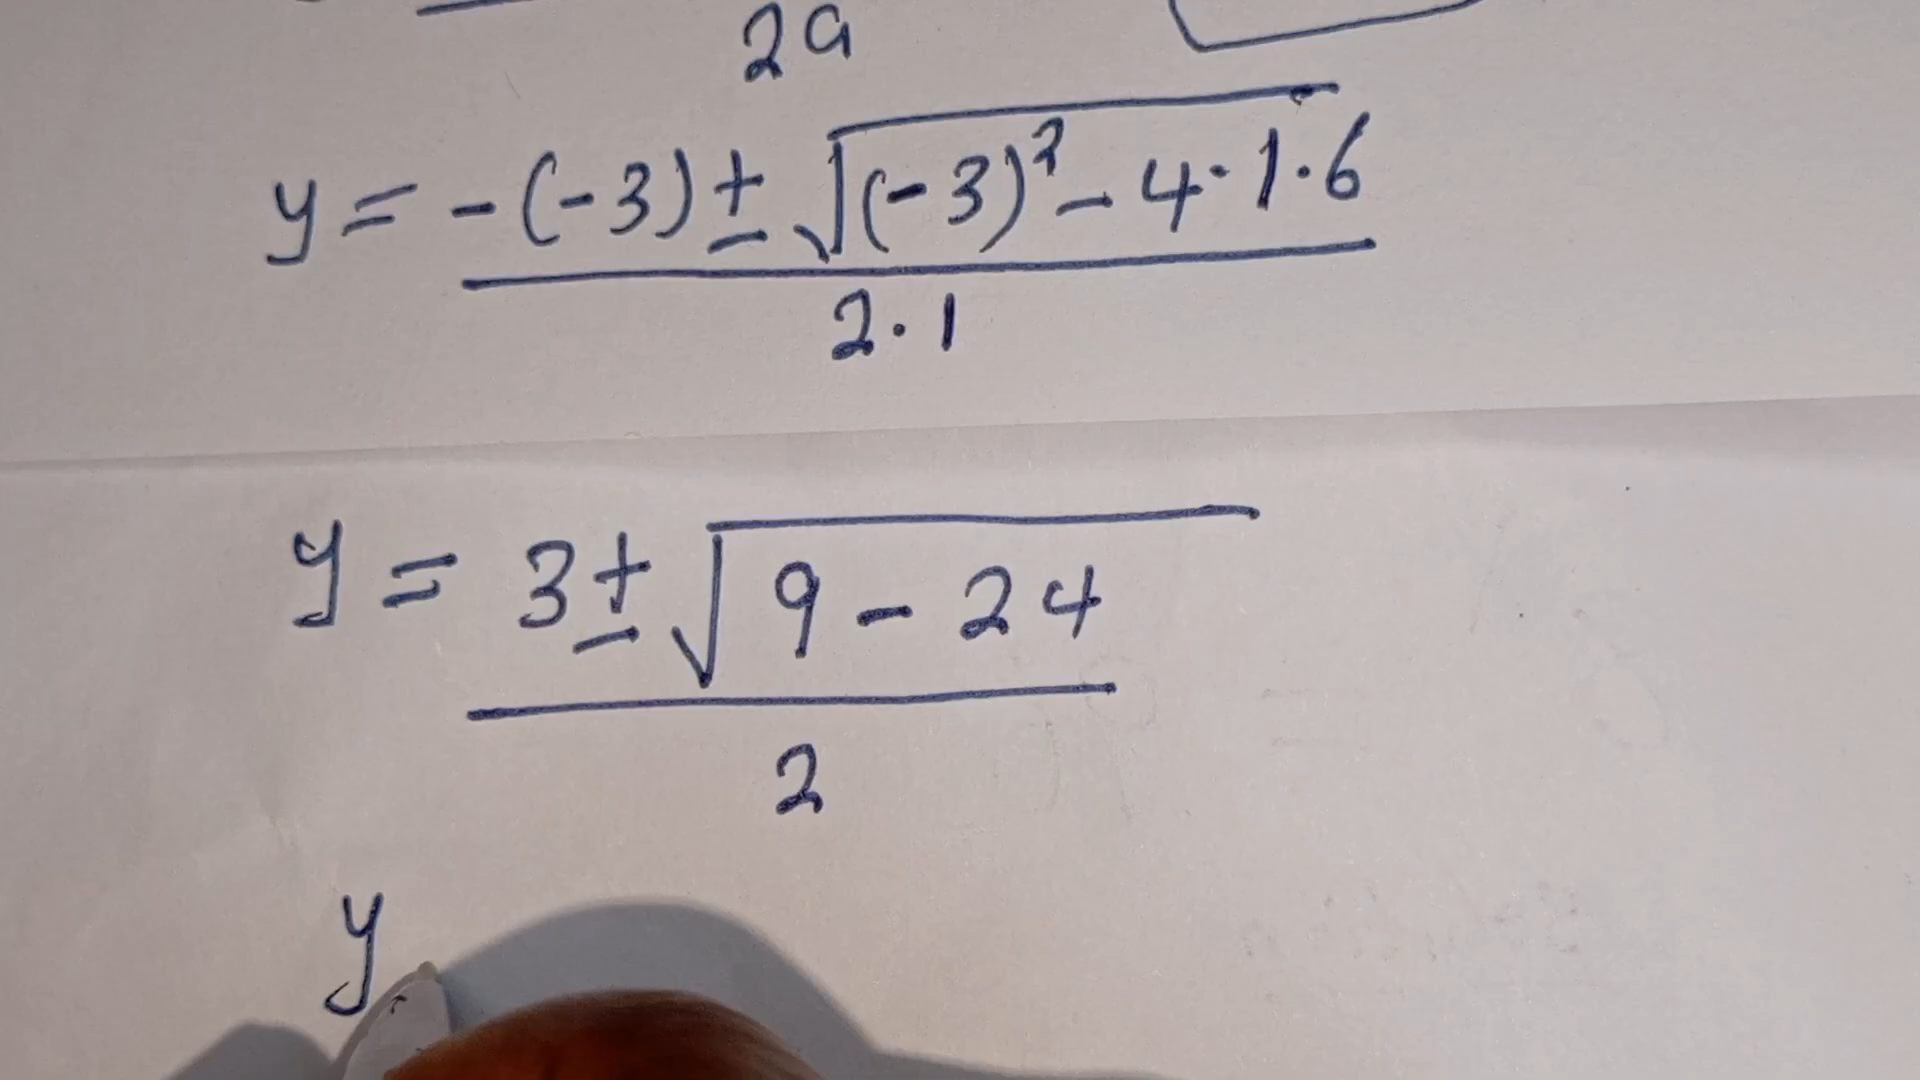 2a
y = -(-3) ± √(-3)² - 4·1·6
2·1
y = 3 ± √9 - 24
2
y